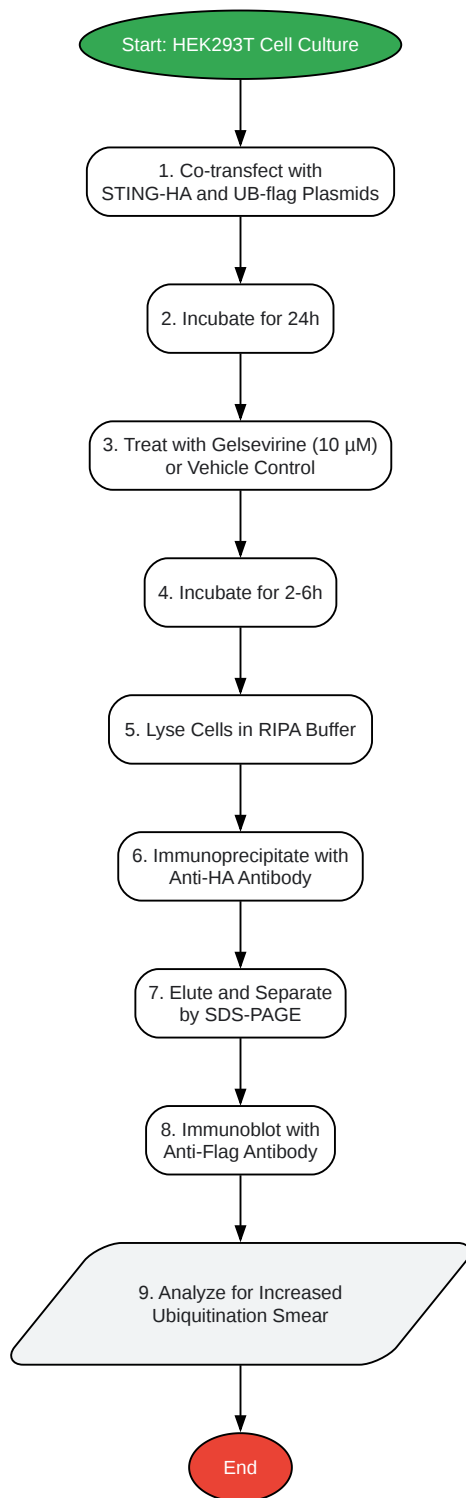 Start: HEK293T Cell Culture
1. Co-transfect with
STING-HA and UB-flag Plasmids
2. Incubate for 24h
3. Treat with Gelsevirine (10 µM)
or Vehicle Control
4. Incubate for 2-6h
5. Lyse Cells in RIPA Buffer
6. Immunoprecipitate with
Anti-HA Antibody
7. Elute and Separate
by SDS-PAGE
8. Immunoblot with
Anti-Flag Antibody
9. Analyze for Increased
Ubiquitination Smear
End